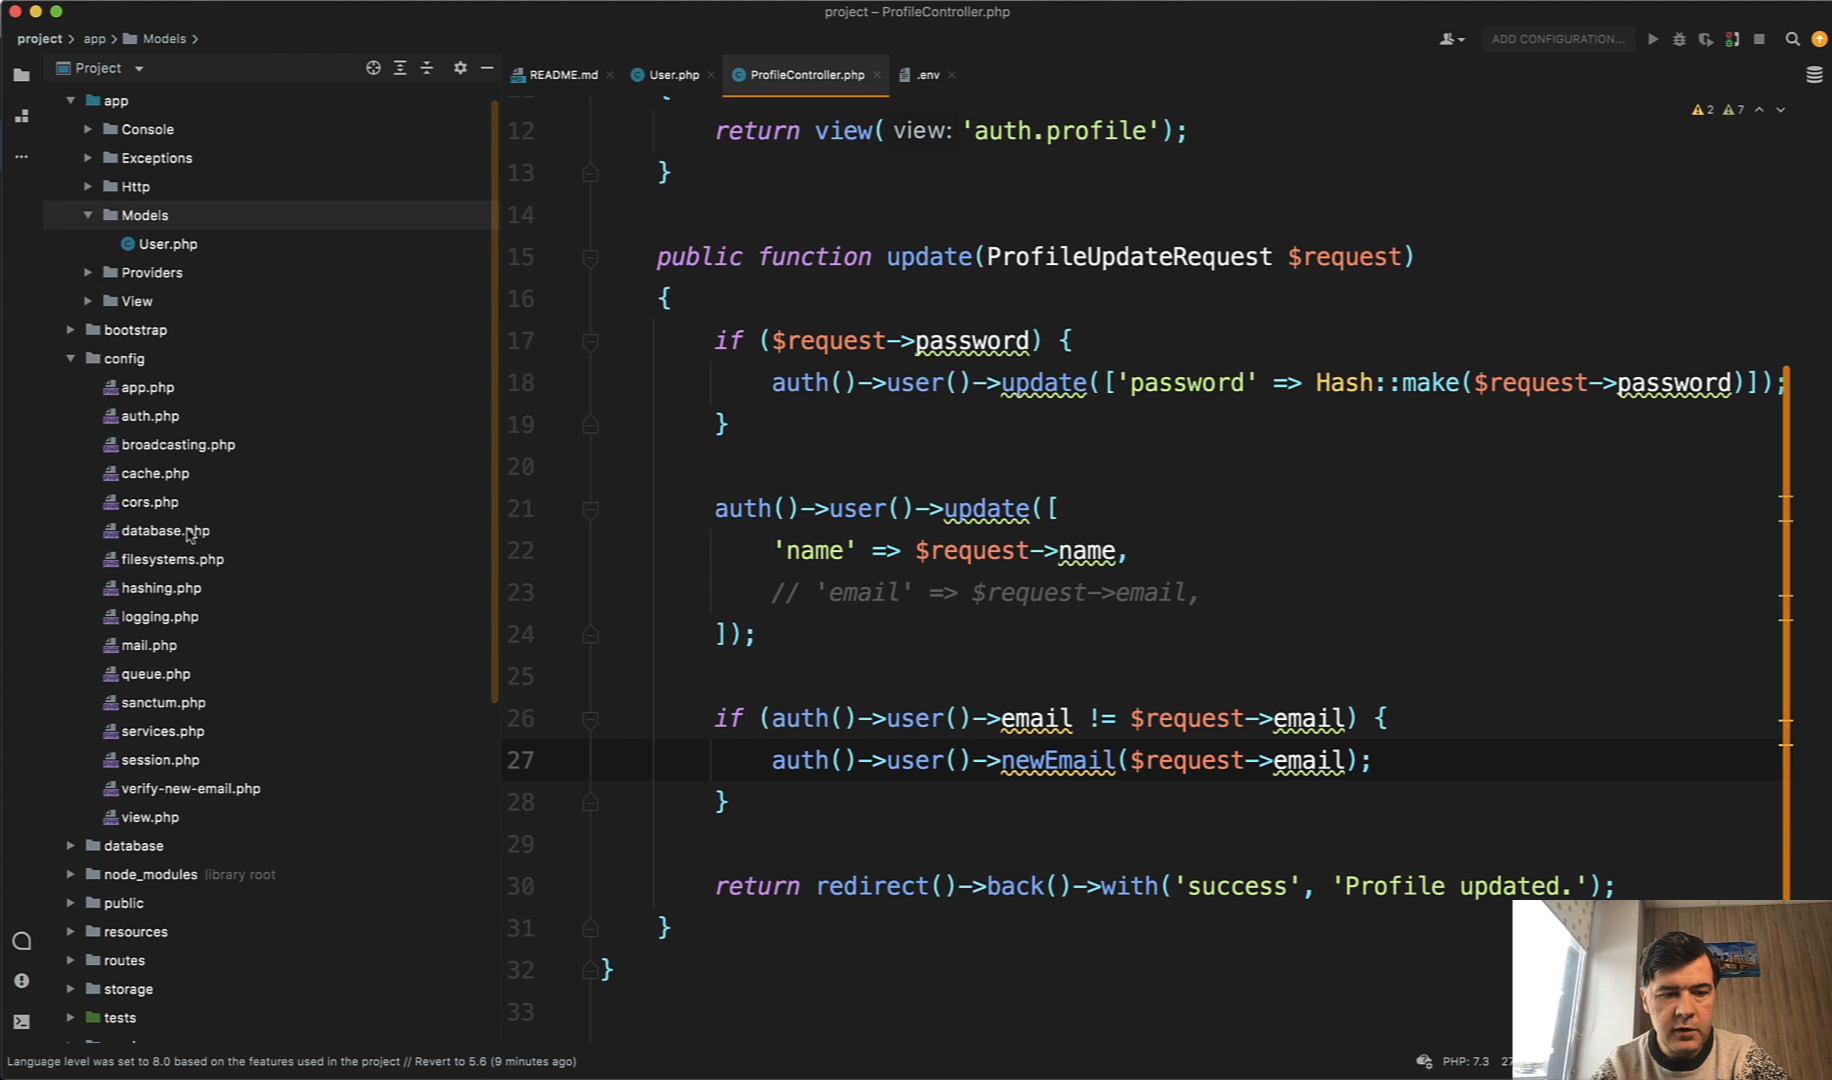 project – ProfileController.php
project > app > Models >
ADD CONFIGURATION...
Project
README.md
User.php
ProfileController.php
.env
2 7
app
Console
Exceptions
Http
Models
User.php
Providers
View
bootstrap
config
app.php
auth.php
broadcasting.php
cache.php
cors.php
database.php
filesystems.php
hashing.php
logging.php
mail.php
queue.php
sanctum.php
services.php
session.php
verify-new-email.php
view.php
database
node_modules library root
public
resources
routes
storage
tests
12 return view( view: 'auth.profile');
13 }
14
15 public function update(ProfileUpdateRequest $request)
16 {
17 if ($request->password) {
18 auth()->user()->update(['password' => Hash::make($request->password)]);
19 }
20
21 auth()->user()->update([
22 'name' => $request->name,
23 // 'email' => $request->email,
24 ]);
25
26 if (auth()->user()->email != $request->email) {
27 auth()->user()->newEmail($request->email);
28 }
29
30 return redirect()->back()->with('success', 'Profile updated.');
31 }
32 }
33
Language level was set to 8.0 based on the features used in the project // Revert to 5.6 (9 minutes ago)
PHP: 7.3